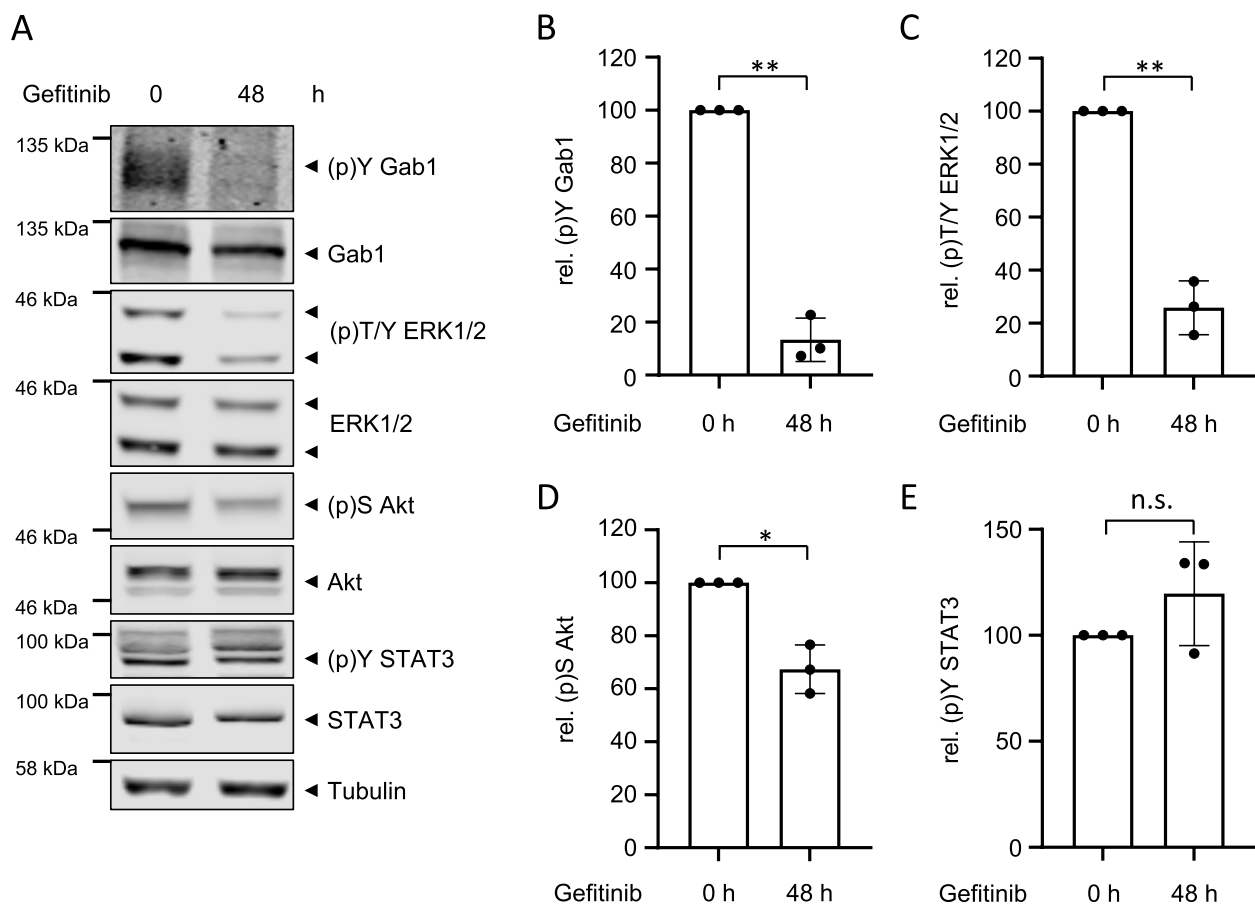 A
Gefitinib 0 48 h
135 kDa
(p)Y Gab1
135 kDa
Gab1
46 kDa
(p)T/Y ERK1/2
46 kDa
ERK1/2
(p)S Akt
46 kDa
Akt
46 kDa
100 kDa
(p)Y STAT3
100 kDa
STAT3
58 kDa
Tubulin
B
rel. (p)Y Gab1
120
100
80
60
40
20
0
**
Gefitinib 0 h 48 h
C
rel. (p)T/Y ERK1/2
120
100
80
60
40
20
0
**
Gefitinib 0 h 48 h
D
rel. (p)S Akt
120
100
80
60
40
20
0
*
Gefitinib 0 h 48 h
E
rel. (p)Y STAT3
150
100
50
0
n.s.
Gefitinib 0 h 48 h